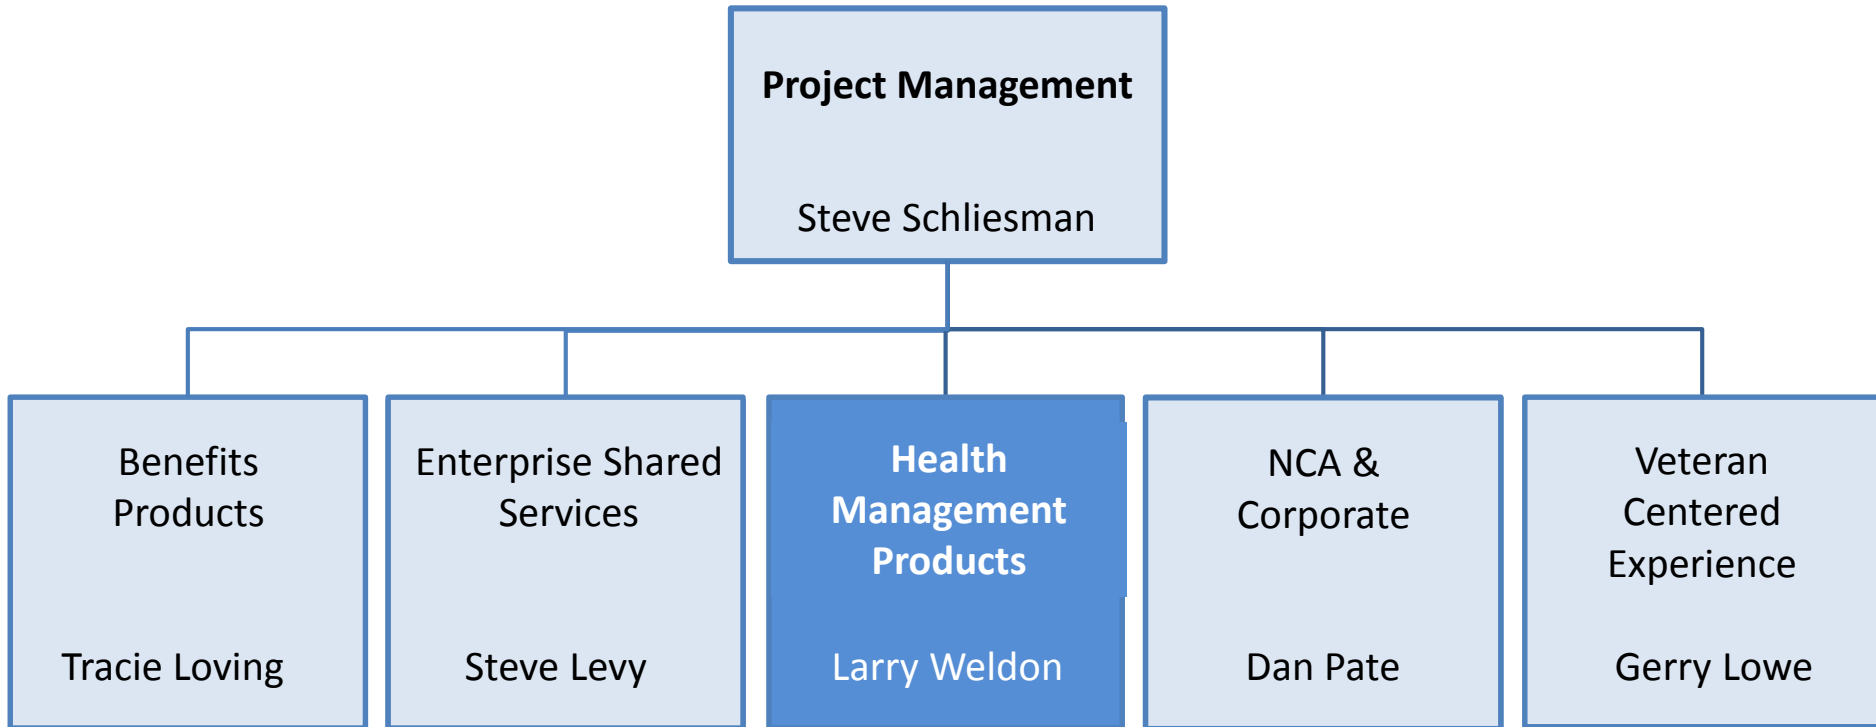 Project Management
Steve Schliesman
Benefits
Products
Tracie Loving
Enterprise Shared
Services
Steve Levy
Health
Management
Products
Larry Weldon
NCA &
Corporate
Dan Pate
Veteran
Centered
Experience
Gerry Lowe